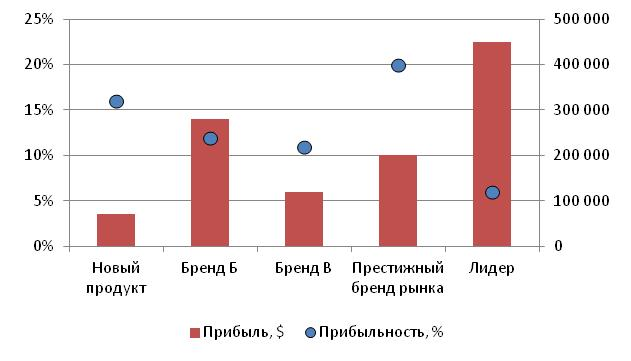 25%
20%
15%
10%
5%
0%
500 000
400 000
300 000
200 000
100 000
0
Новый продукт
Бренд Б
Бренд В
Престижный бренд рынка
Лидер
Прибыль, $
Прибыльность, %